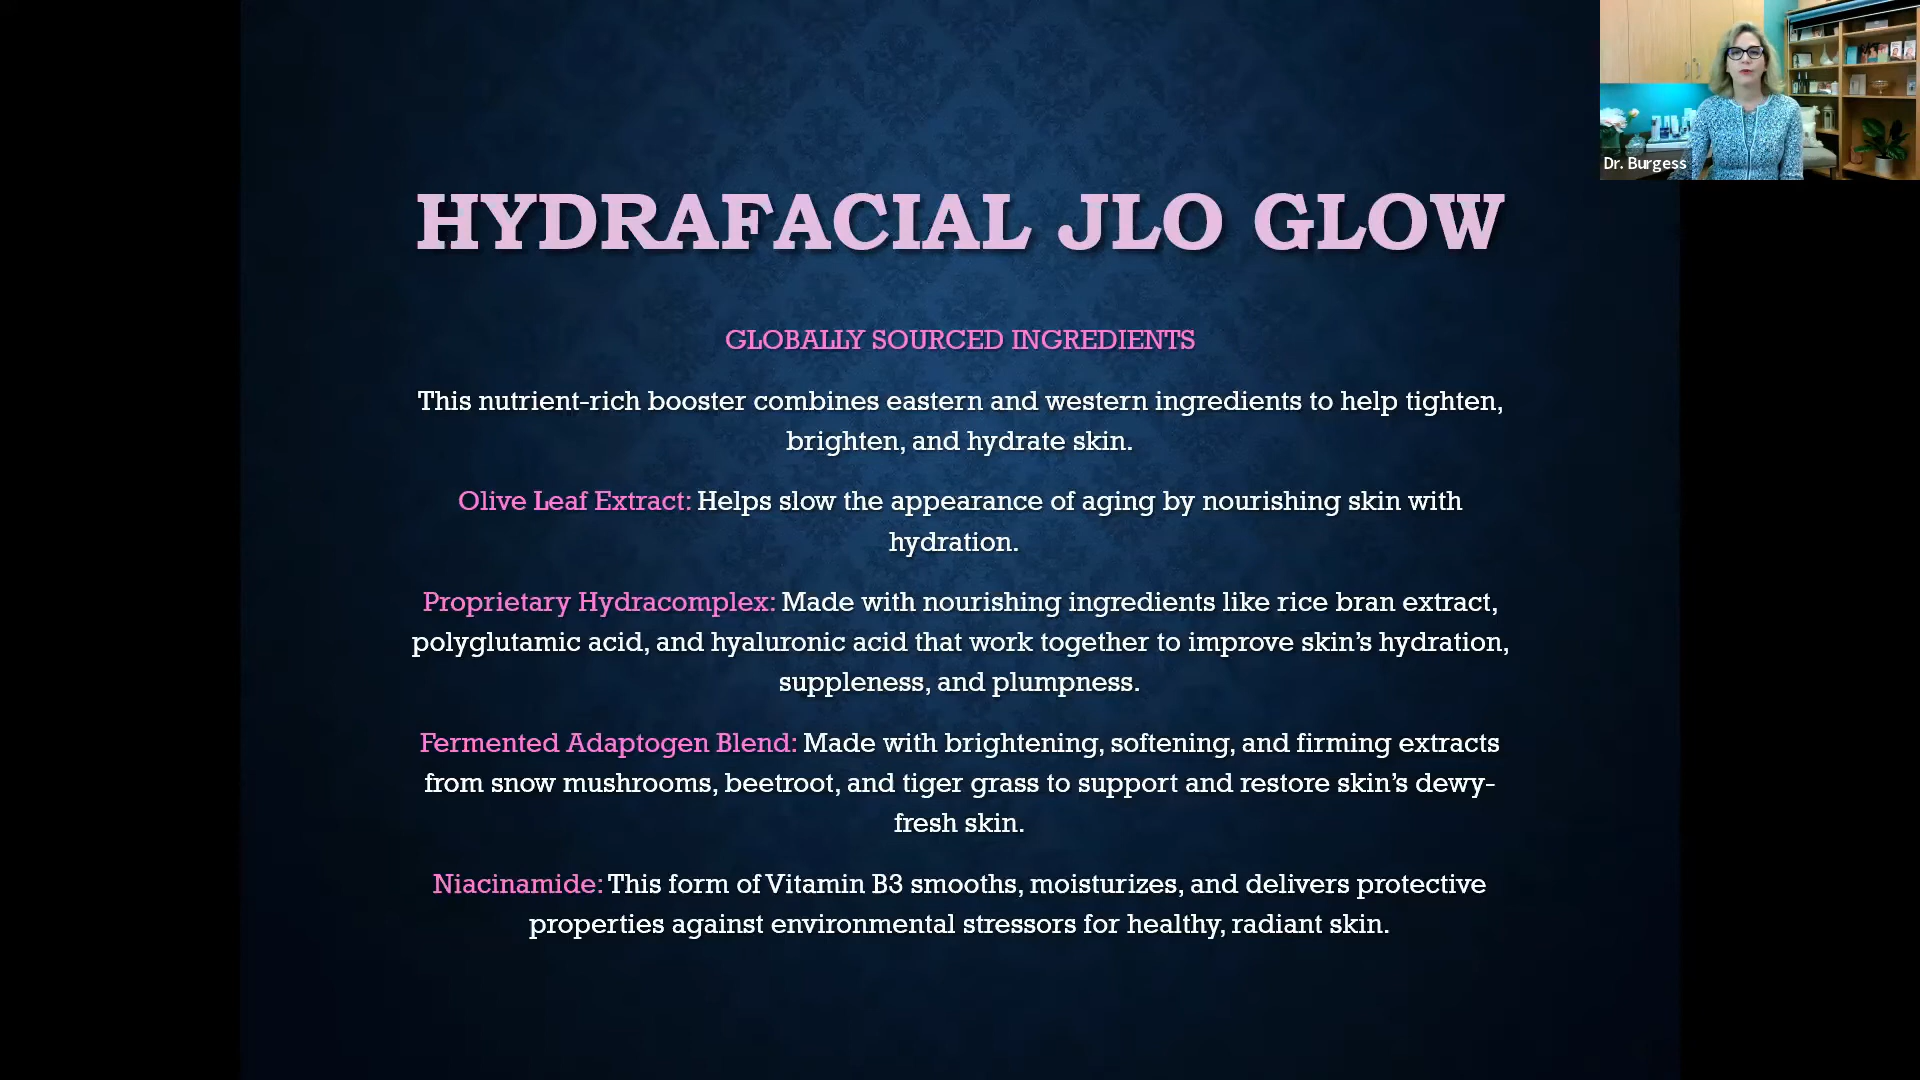 HYDRAFACIAL JLO GLOW
GLOBALLY SOURCED INGREDIENTS
This nutrient-rich booster combines eastern and western ingredients to help tighten,
brighten, and hydrate skin.
Olive Leaf Extract: Helps slow the appearance of aging by nourishing skin with
hydration.
Proprietary Hydracomplex: Made with nourishing ingredients like rice bran extract,
polyglutamic acid, and hyaluronic acid that work together to improve skin’s hydration,
suppleness, and plumpness.
Fermented Adaptogen Blend: Made with brightening, softening, and firming extracts
from snow mushrooms, beetroot, and tiger grass to support and restore skin’s dewy-
fresh skin.
Niacinamide: This form of Vitamin B3 smooths, moisturizes, and delivers protective
properties against environmental stressors for healthy, radiant skin.
Dr. Burgess